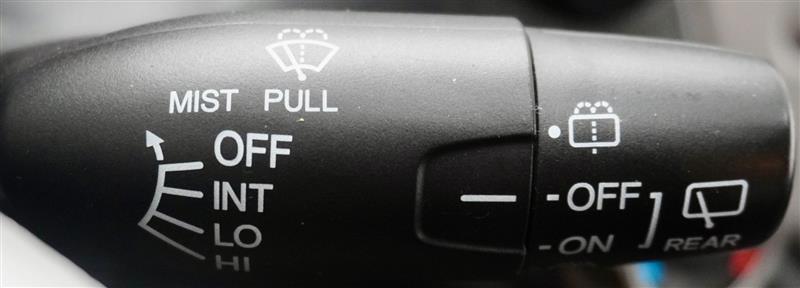 MIST PULL
OFF
INT
LO
HI
-OFF
-ON
REAR